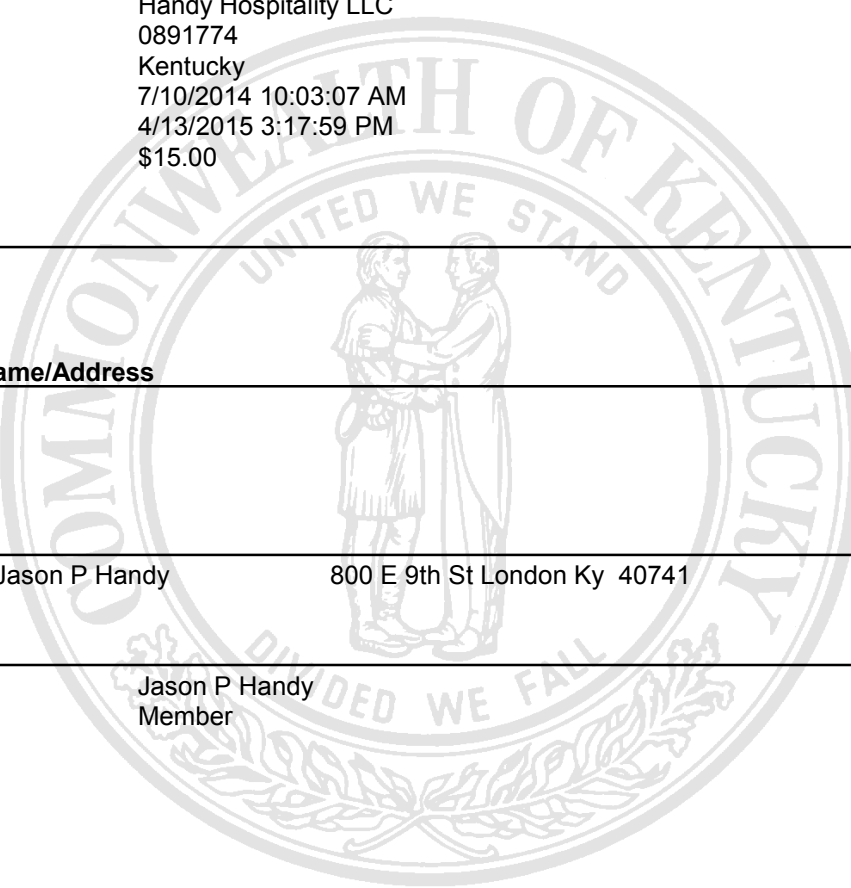 Handy Hospitality LLC
0891774
Kentucky
7/10/2014 10:03:07 AM
4/13/2015 3:17:59 PM
$15.00
COMMONWEALTH OF KENTUCKY
UNITED WE STAND
ame/Address
Jason P Handy 800 E 9th St London Ky 40741
DIVIDED WE FALL
Jason P Handy
Member